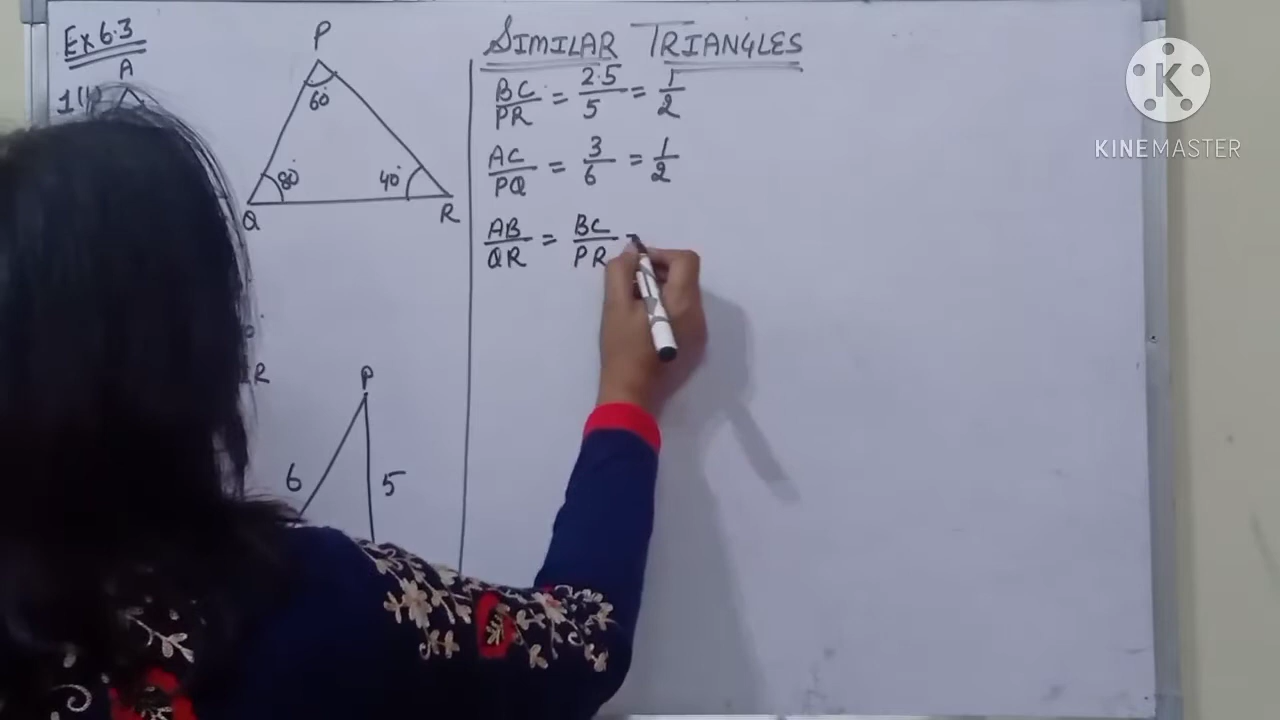 Ex 6.3
SIMILAR TRIANGLES
A
P
60°
80°
40°
Q
R
BC/PR = 2.5/5 = 1/2
AC/PQ = 3/6 = 1/2
AB/QR = BC/PR =
R
P
6
5
K
KINEMASTER